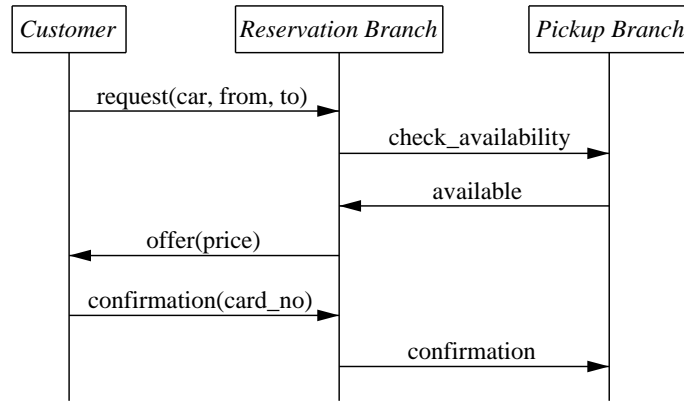 Customer
Reservation Branch
Pickup Branch
request(car, from, to)
check_availability
available
offer(price)
confirmation(card_no)
confirmation